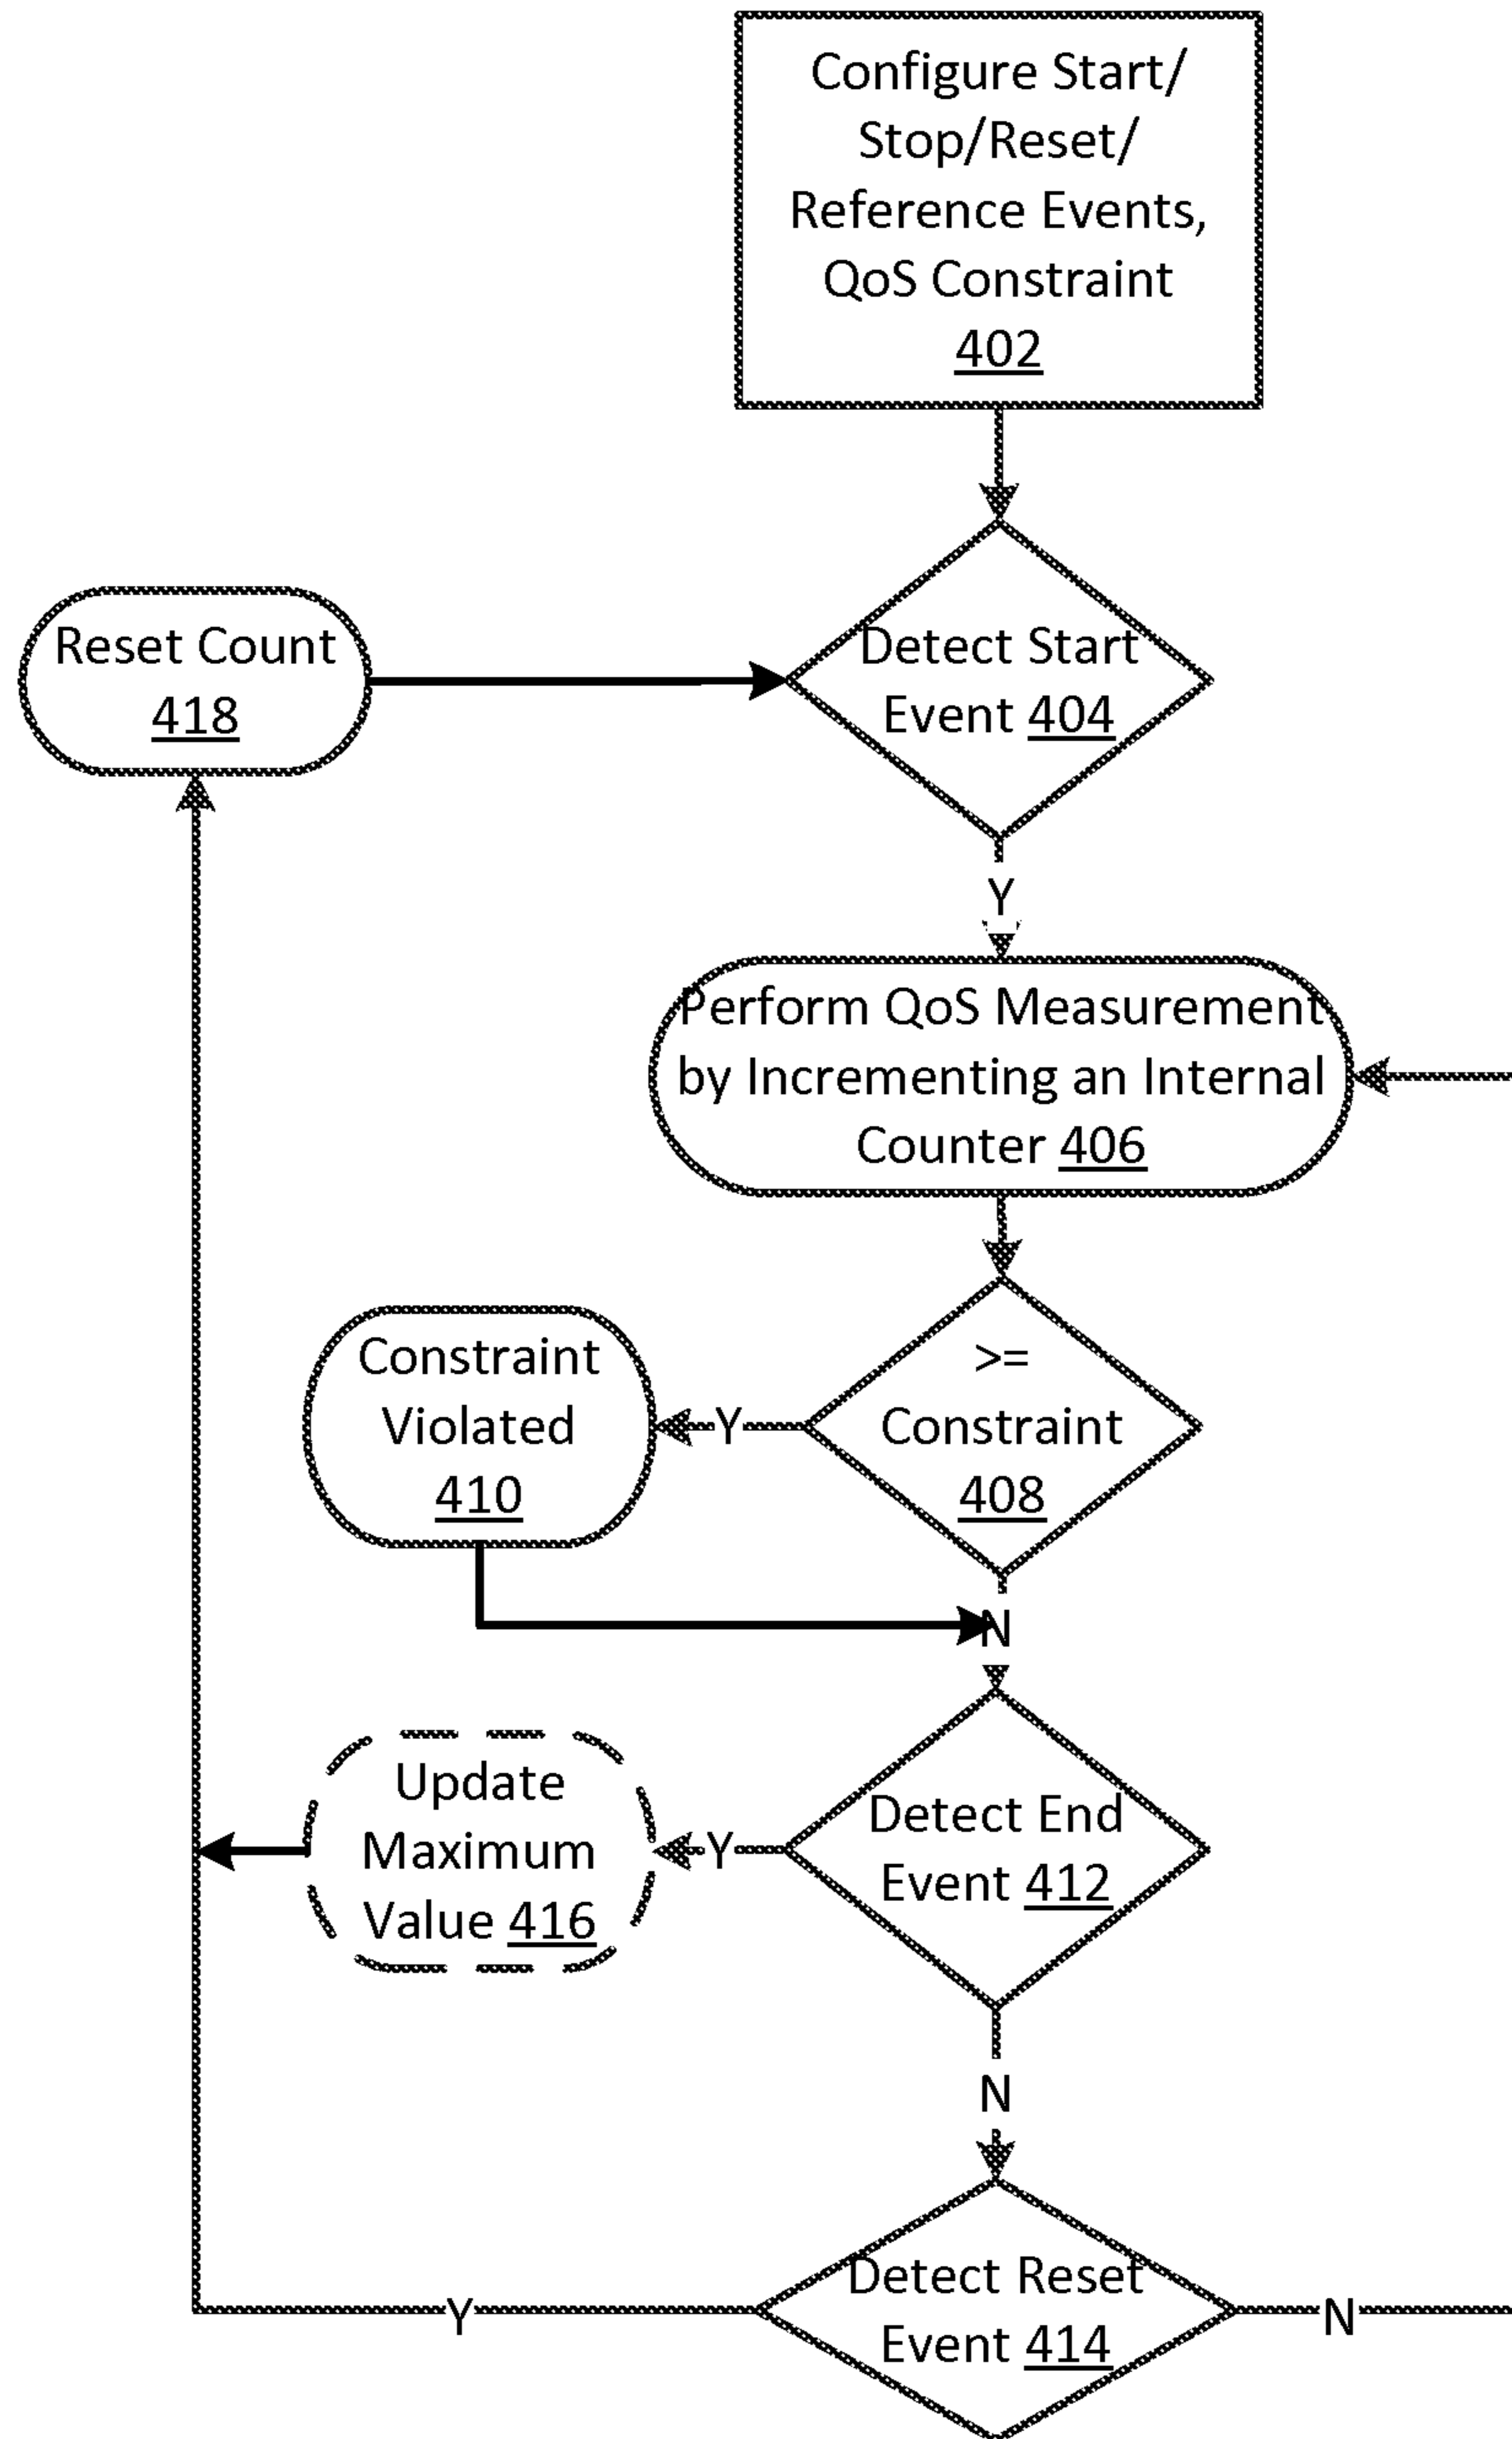 Configure Start/
Stop/Reset/
Reference Events,
QoS Constraint
402
Reset Count
418
Detect Start
Event 404
Y
Perform QoS Measurement
by Incrementing an Internal
Counter 406
>=
Constraint
408
Y
Constraint
Violated
410
N
Detect End
Event 412
Y
Update
Maximum
Value 416
N
Detect Reset
Event 414
Y
N